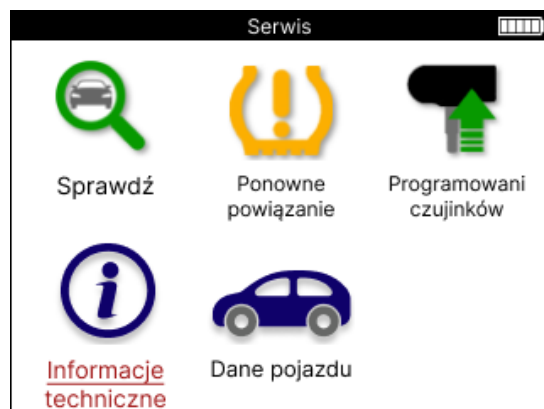 Serwis
Sprawdź
Ponowne
powiązanie
Programowani
czujinków
Informacje
techniczne
Dane pojazdu